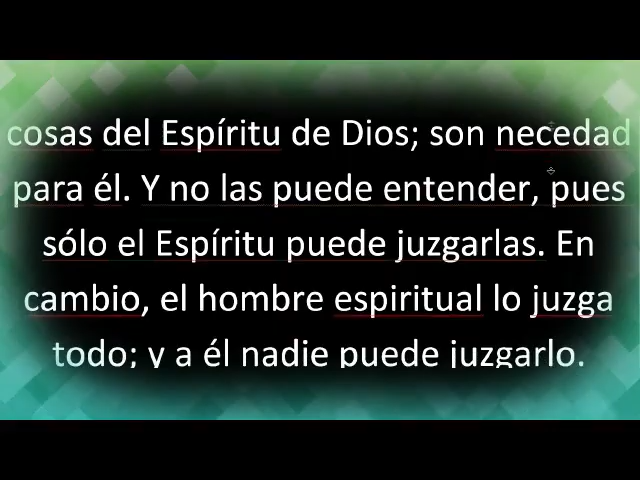 cosas del Espíritu de Dios; son necedad
para él. Y no las puede entender, pues
sólo el Espíritu puede juzgarlas. En
cambio, el hombre espiritual lo juzga
todo; y a él nadie puede juzgarlo.